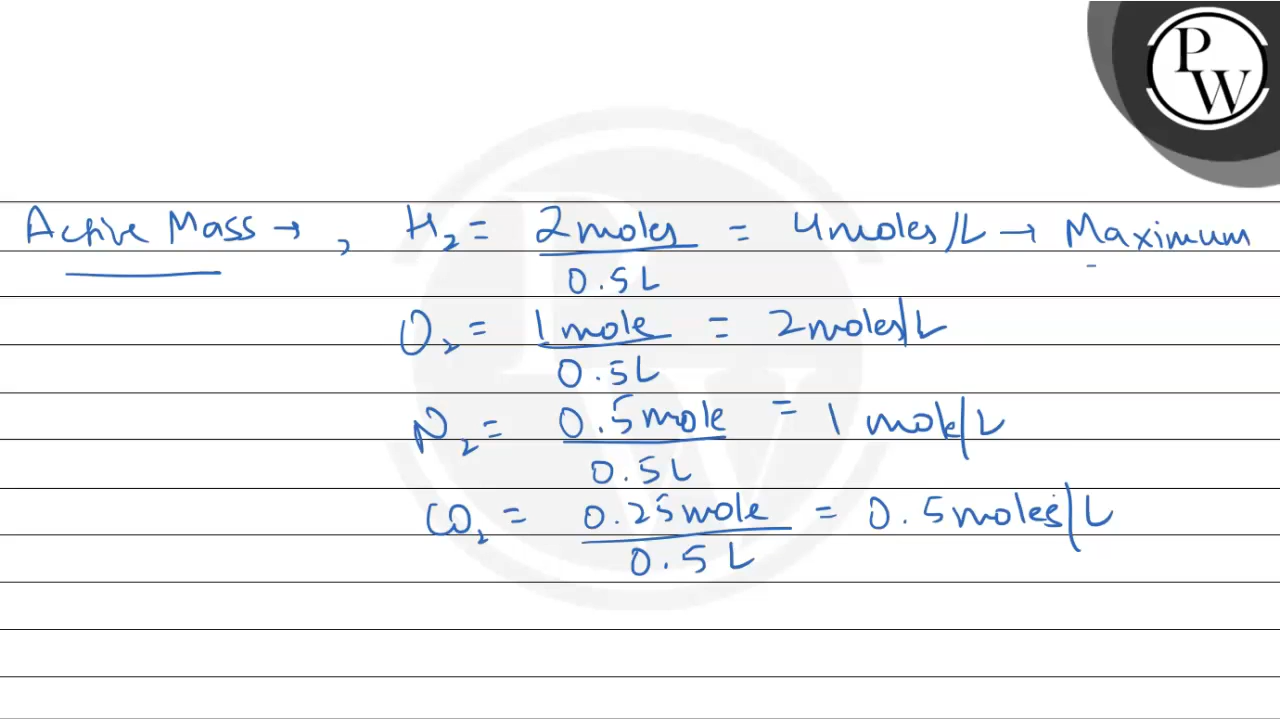 PW
Active Mass → , H₂ = 2 moles / 0.5 L = 4 moles/L → Maximum
O₂ = 1 mole / 0.5 L = 2 moles/L
N₂ = 0.5 mole / 0.5 L = 1 mole/L
CO₂ = 0.25 mole / 0.5 L = 0.5 moles/L